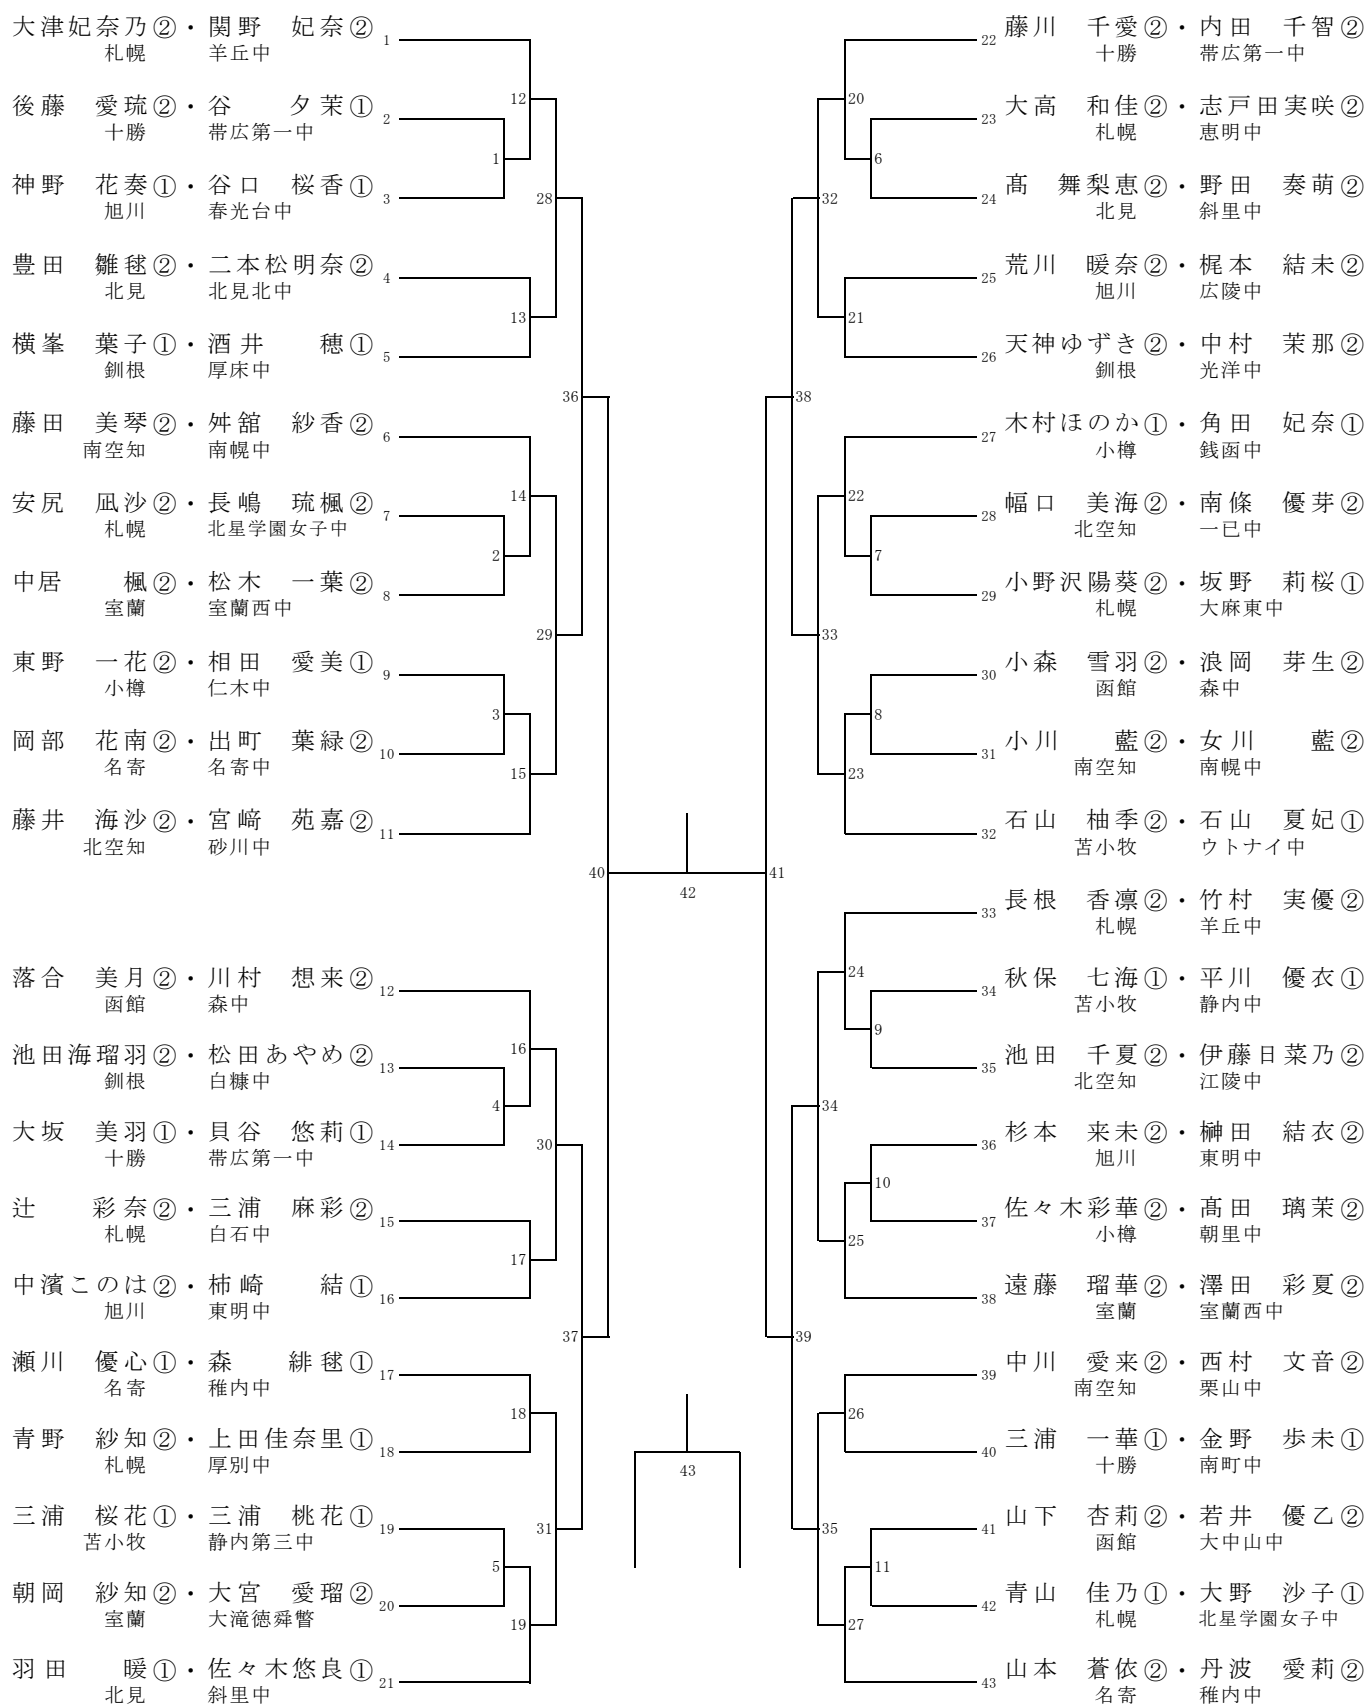 大津妃奈乃②・関野　妃奈② 1
札幌　羊丘中
12
後藤　愛琉②・谷　夕茉① 2
十勝　帯広第一中
1
神野　花奏①・谷口　桜香① 3
旭川　春光台中
28
豊田　雛毬②・二本松明奈② 4
北見　北見北中
13
横峯　葉子①・酒井　穂① 5
釧根　厚床中
36
藤田　美琴②・舛舘　紗香② 6
南空知　南幌中
14
安尻　凪沙②・長嶋　琉楓② 7
札幌　北星学園女子中
2
中居　楓②・松木　一葉② 8
室蘭　室蘭西中
29
東野　一花②・相田　愛美① 9
小樽　仁木中
3
岡部　花南②・出町　葉緑② 10
名寄　名寄中
15
藤井　海沙②・宮﨑　苑嘉② 11
北空知　砂川中
40
落合　美月②・川村　想来② 12
函館　森中
16
池田海瑠羽②・松田あやめ② 13
釧根　白糠中
4
大坂　美羽①・貝谷　悠莉① 14
十勝　帯広第一中
30
辻　彩奈②・三浦　麻彩② 15
札幌　白石中
17
中濱このは②・柿崎　結① 16
旭川　東明中
37
瀬川　優心①・森　緋毬① 17
名寄　稚内中
18
青野　紗知②・上田佳奈里① 18
札幌　厚別中
31
三浦　桜花①・三浦　桃花① 19
苫小牧　静内第三中
5
朝岡　紗知②・大宮　愛瑠② 20
室蘭　大滝徳舜瞥
19
羽田　暖①・佐々木悠良① 21
北見　斜里中
42
43
22 藤川　千愛②・内田　千智②
十勝　帯広第一中
20
23 大高　和佳②・志戸田実咲②
札幌　恵明中
6
24 髙　舞梨恵②・野田　奏萌②
北見　斜里中
32
25 荒川　暖奈②・梶本　結未②
旭川　広陵中
21
26 天神ゆずき②・中村　茉那②
釧根　光洋中
38
27 木村ほのか①・角田　妃奈①
小樽　銭函中
22
28 幅口　美海②・南條　優芽②
北空知　一已中
7
29 小野沢陽葵②・坂野　莉桜①
札幌　大麻東中
33
30 小森　雪羽②・浪岡　芽生②
函館　森中
8
31 小川　藍②・女川　藍②
南空知　南幌中
23
32 石山　柚季②・石山　夏妃①
苫小牧　ウトナイ中
41
33 長根　香凛②・竹村　実優②
札幌　羊丘中
24
34 秋保　七海①・平川　優衣①
苫小牧　静内中
9
35 池田　千夏②・伊藤日菜乃②
北空知　江陵中
34
36 杉本　来未②・榊田　結衣②
旭川　東明中
10
37 佐々木彩華②・髙田　璃茉②
小樽　朝里中
25
38 遠藤　瑠華②・澤田　彩夏②
室蘭　室蘭西中
39
39 中川　愛来②・西村　文音②
南空知　栗山中
26
40 三浦　一華①・金野　歩未①
十勝　南町中
35
41 山下　杏莉②・若井　優乙②
函館　大中山中
11
42 青山　佳乃①・大野　沙子①
札幌　北星学園女子中
27
43 山本　蒼依②・丹波　愛莉②
名寄　稚内中